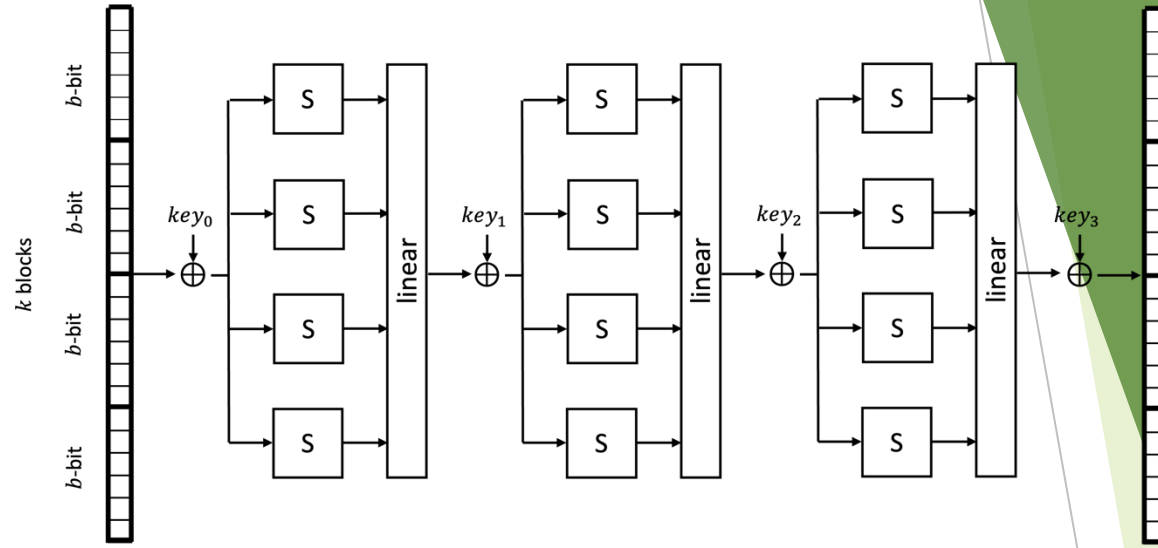 k blocks
b-bit
b-bit
b-bit
b-bit
key₀
S
S
S
S
linear
key₁
S
S
S
S
linear
key₂
S
S
S
S
linear
key₃